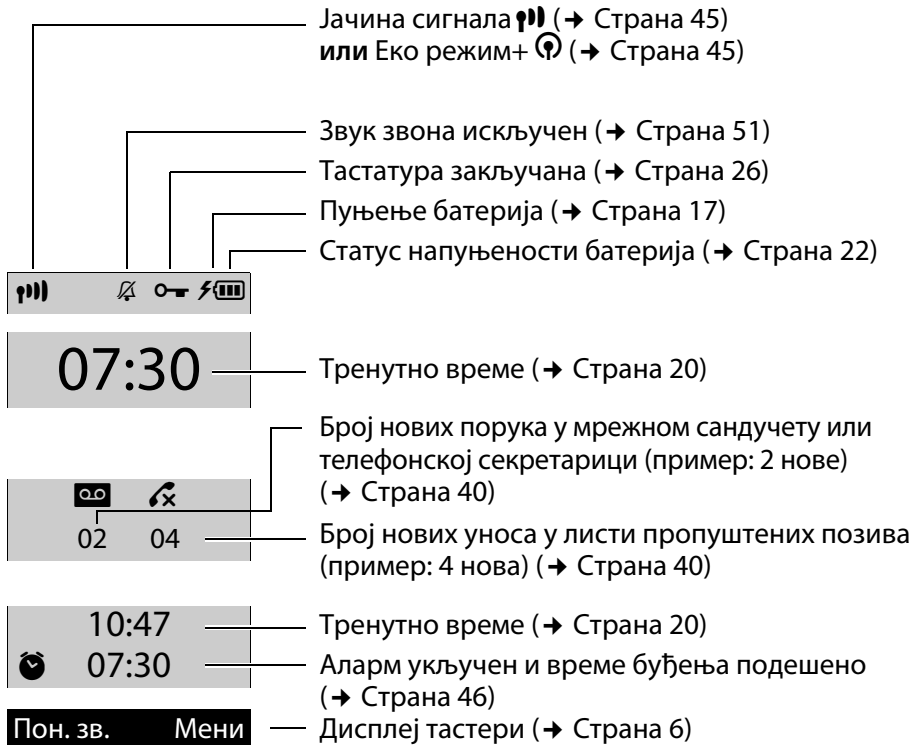 Јачина сигнала (➔ Страна 45)
или Еко режим+ (➔ Страна 45)
Звук звона искључен (➔ Страна 51)
Тастатура закључана (➔ Страна 26)
Пуњење батерија (➔ Страна 17)
Статус напуњености батерија (➔ Страна 22)
07:30
Тренутно време (➔ Страна 20)
Број нових порука у мрежном сандучету или
телефонској секретарици (пример: 2 нове)
(➔ Страна 40)
02 04
Број нових уноса у листи пропуштених позива
(пример: 4 нова) (➔ Страна 40)
10:47
Тренутно време (➔ Страна 20)
07:30
Аларм укључен и време буђења подешено
(➔ Страна 46)
Пон. зв. Мени
Дисплеј тастери (➔ Страна 6)